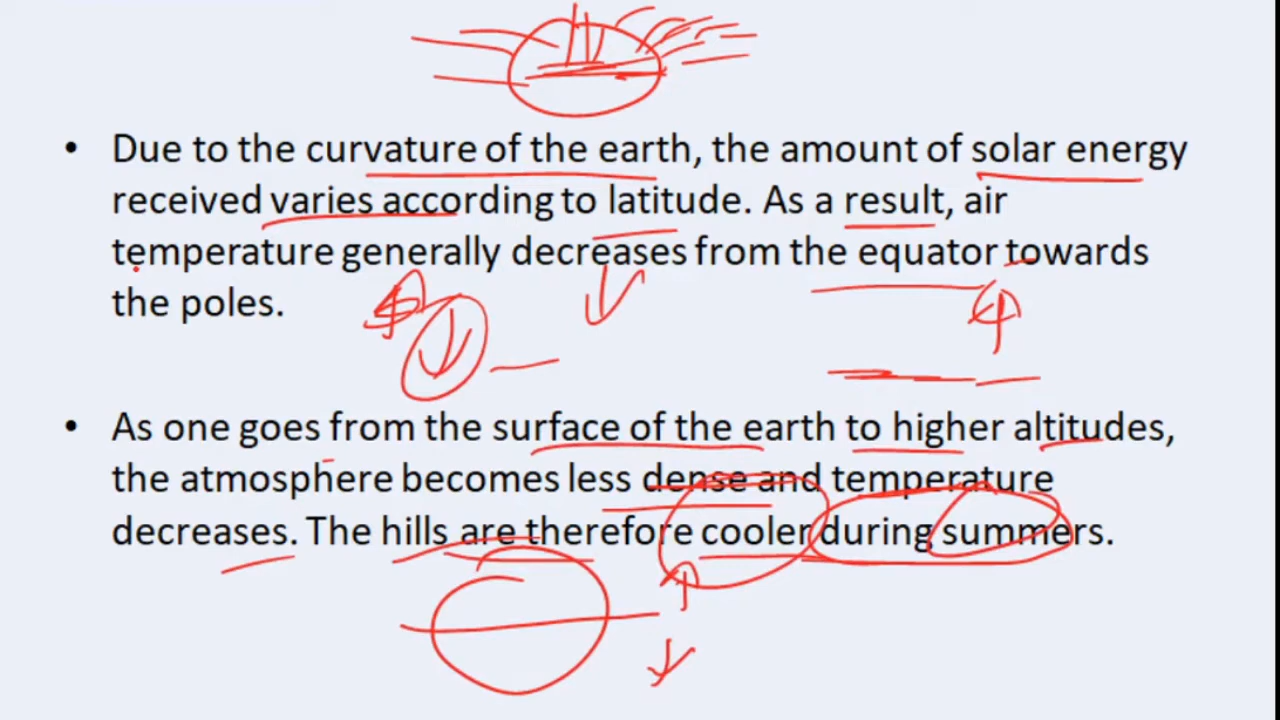 • Due to the curvature of the earth, the amount of solar energy
received varies according to latitude. As a result, air
temperature generally decreases from the equator towards
the poles.
• As one goes from the surface of the earth to higher altitudes,
the atmosphere becomes less dense and temperature
decreases. The hills are therefore cooler during summers.